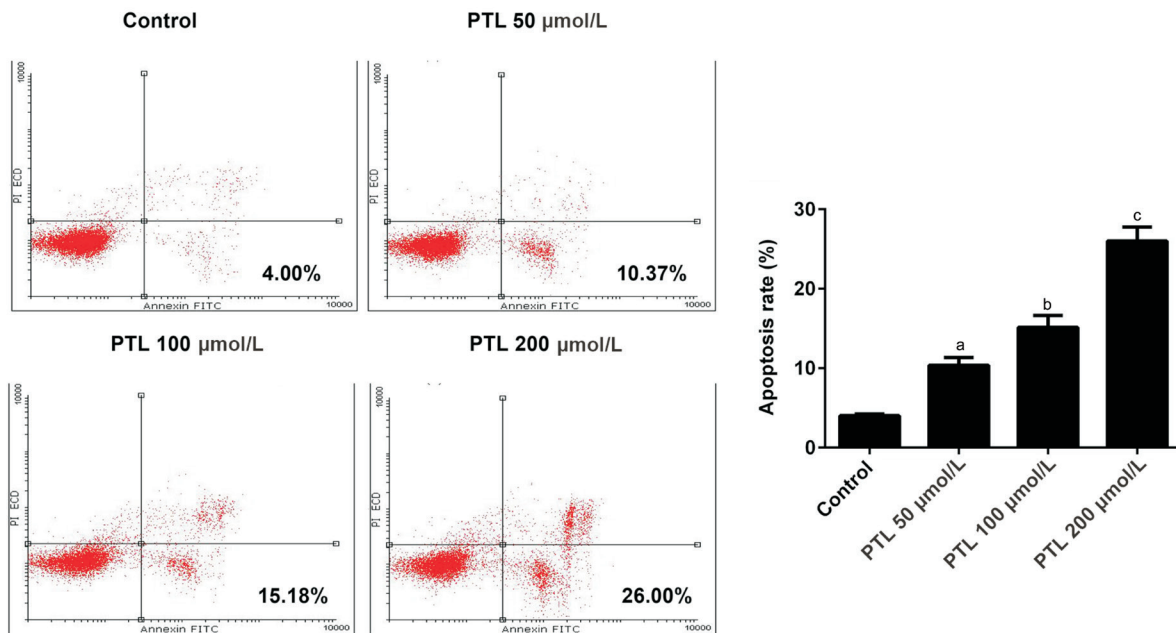 Control
PTL 50 μmol/L
10000
PI ECD
4.00%
Annexin FITC
10000
10000
PI ECD
10.37%
Annexin FITC
10000
PTL 100 μmol/L
PTL 200 μmol/L
10000
PI ECD
15.18%
Annexin FITC
10000
10000
PI ECD
26.00%
Annexin FITC
10000
Apoptosis rate (%)
30
20
10
0
a
b
c
Control
PTL 50 μmol/L
PTL 100 μmol/L
PTL 200 μmol/L